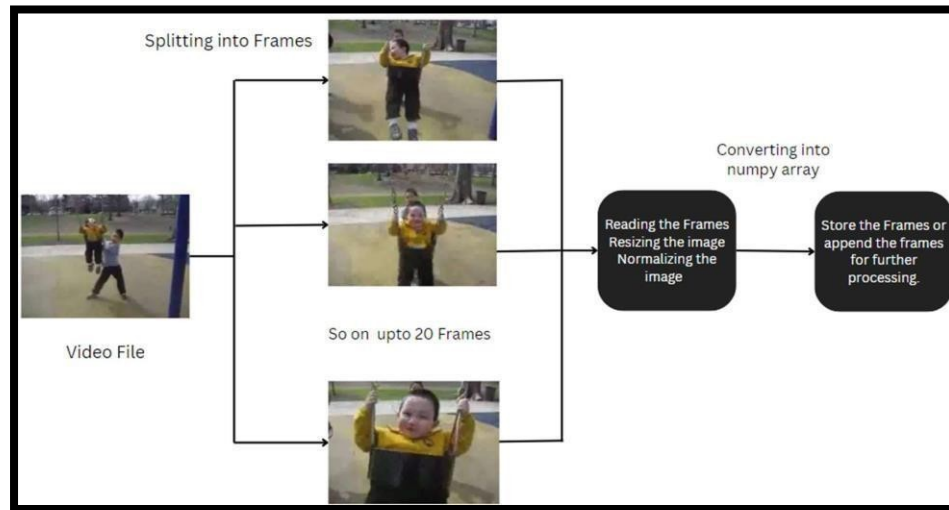 Splitting into Frames
Video File
So on upto 20 Frames
Reading the Frames
Resizing the image
Normalizing the
image
Converting into
numpy array
Store the Frames or
append the frames
for further
processing.